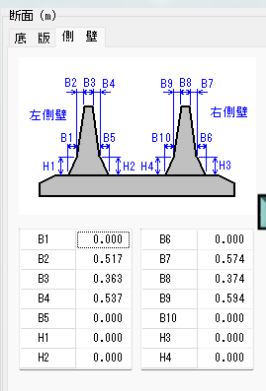 断面 (m)
底 版 側 壁
B2 B3 B4 B9 B8 B7
左側壁 右側壁
B1 B5 B10 B6
H1 H2 H4 H3
B1 0.000 B6 0.000
B2 0.517 B7 0.574
B3 0.363 B8 0.374
B4 0.537 B9 0.594
B5 0.000 B10 0.000
H1 0.000 H3 0.000
H2 0.000 H4 0.000